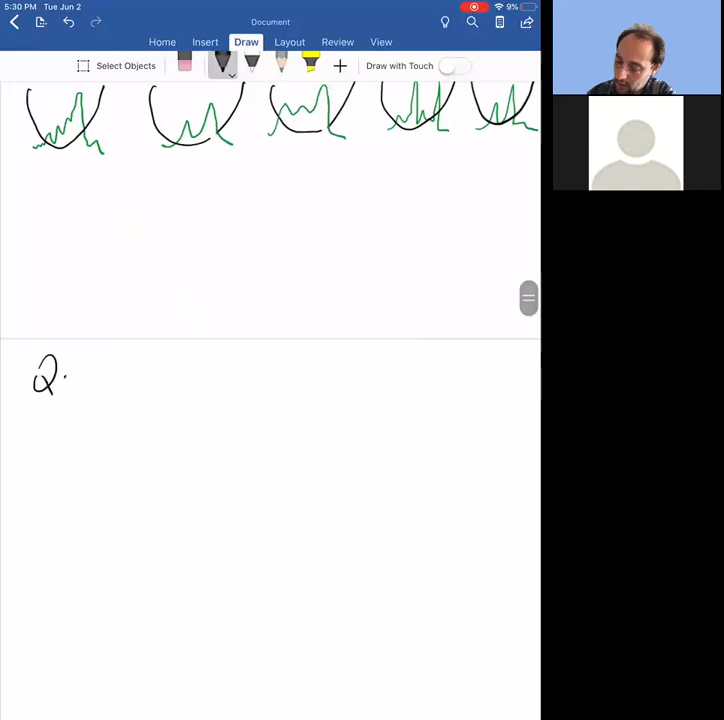 5:30 PM Tue Jun 2
9%
Document
Home Insert Draw Layout Review View
Select Objects
Draw with Touch
Q.